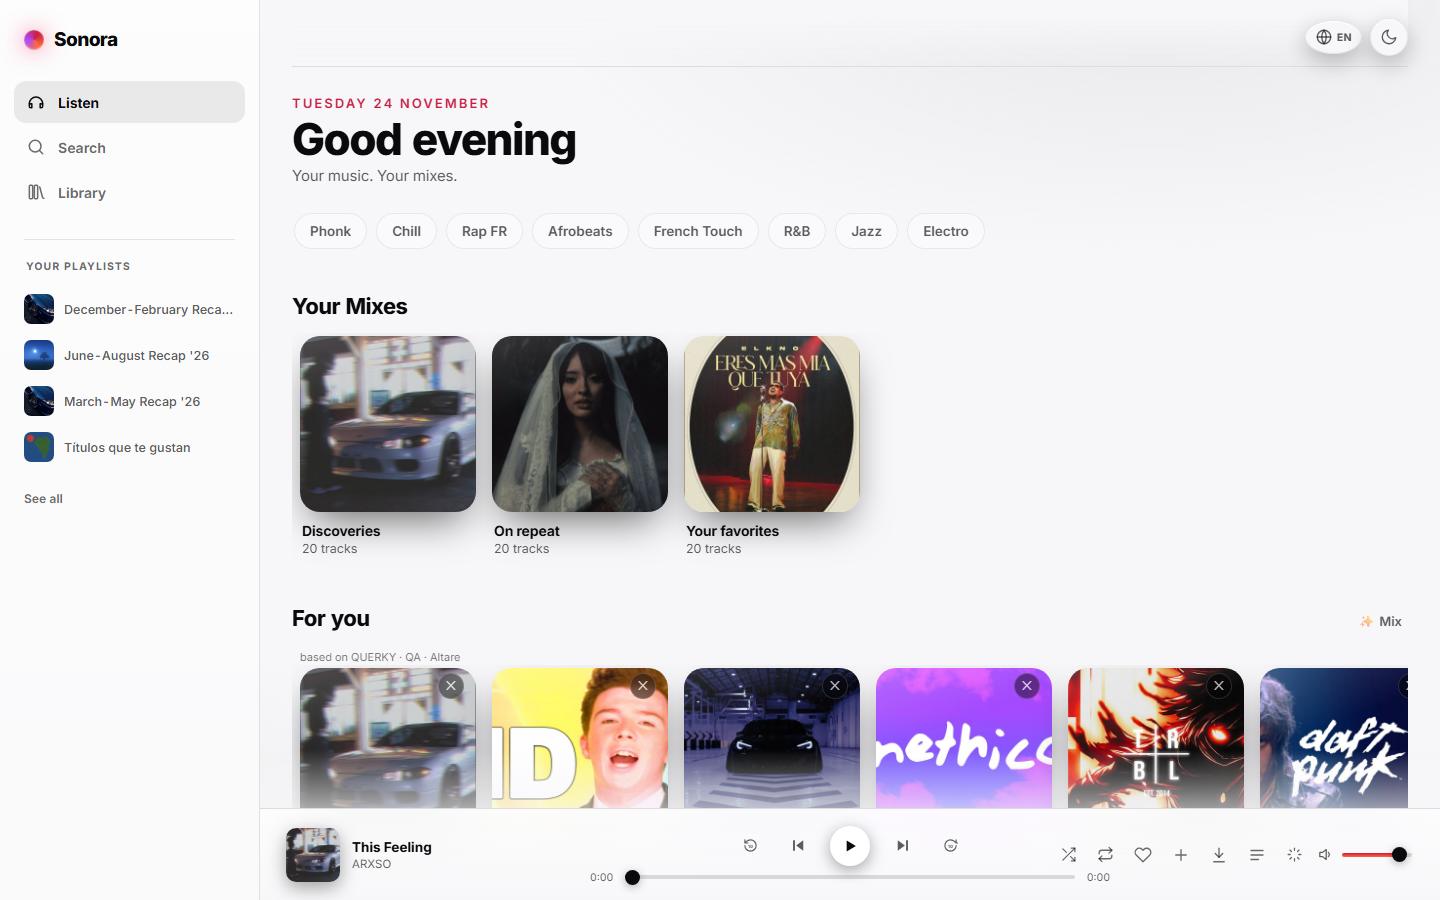 Sonora
EN
Listen
Search
Library
YOUR PLAYLISTS
December-February Reca...
June-August Recap '26
March-May Recap '26
Títulos que te gustan
See all
TUESDAY 24 NOVEMBER
Good evening
Your music. Your mixes.
Phonk
Chill
Rap FR
Afrobeats
French Touch
R&B
Jazz
Electro
Your Mixes
ELKNO
ERES MAS MIA
QUE TUYA
Discoveries
20 tracks
On repeat
20 tracks
Your favorites
20 tracks
For you
✨ Mix
based on QUERKY · QA · Altare
ND
nethico
T R
B L
daft
punk
This Feeling
ARXSO
0:00
0:00